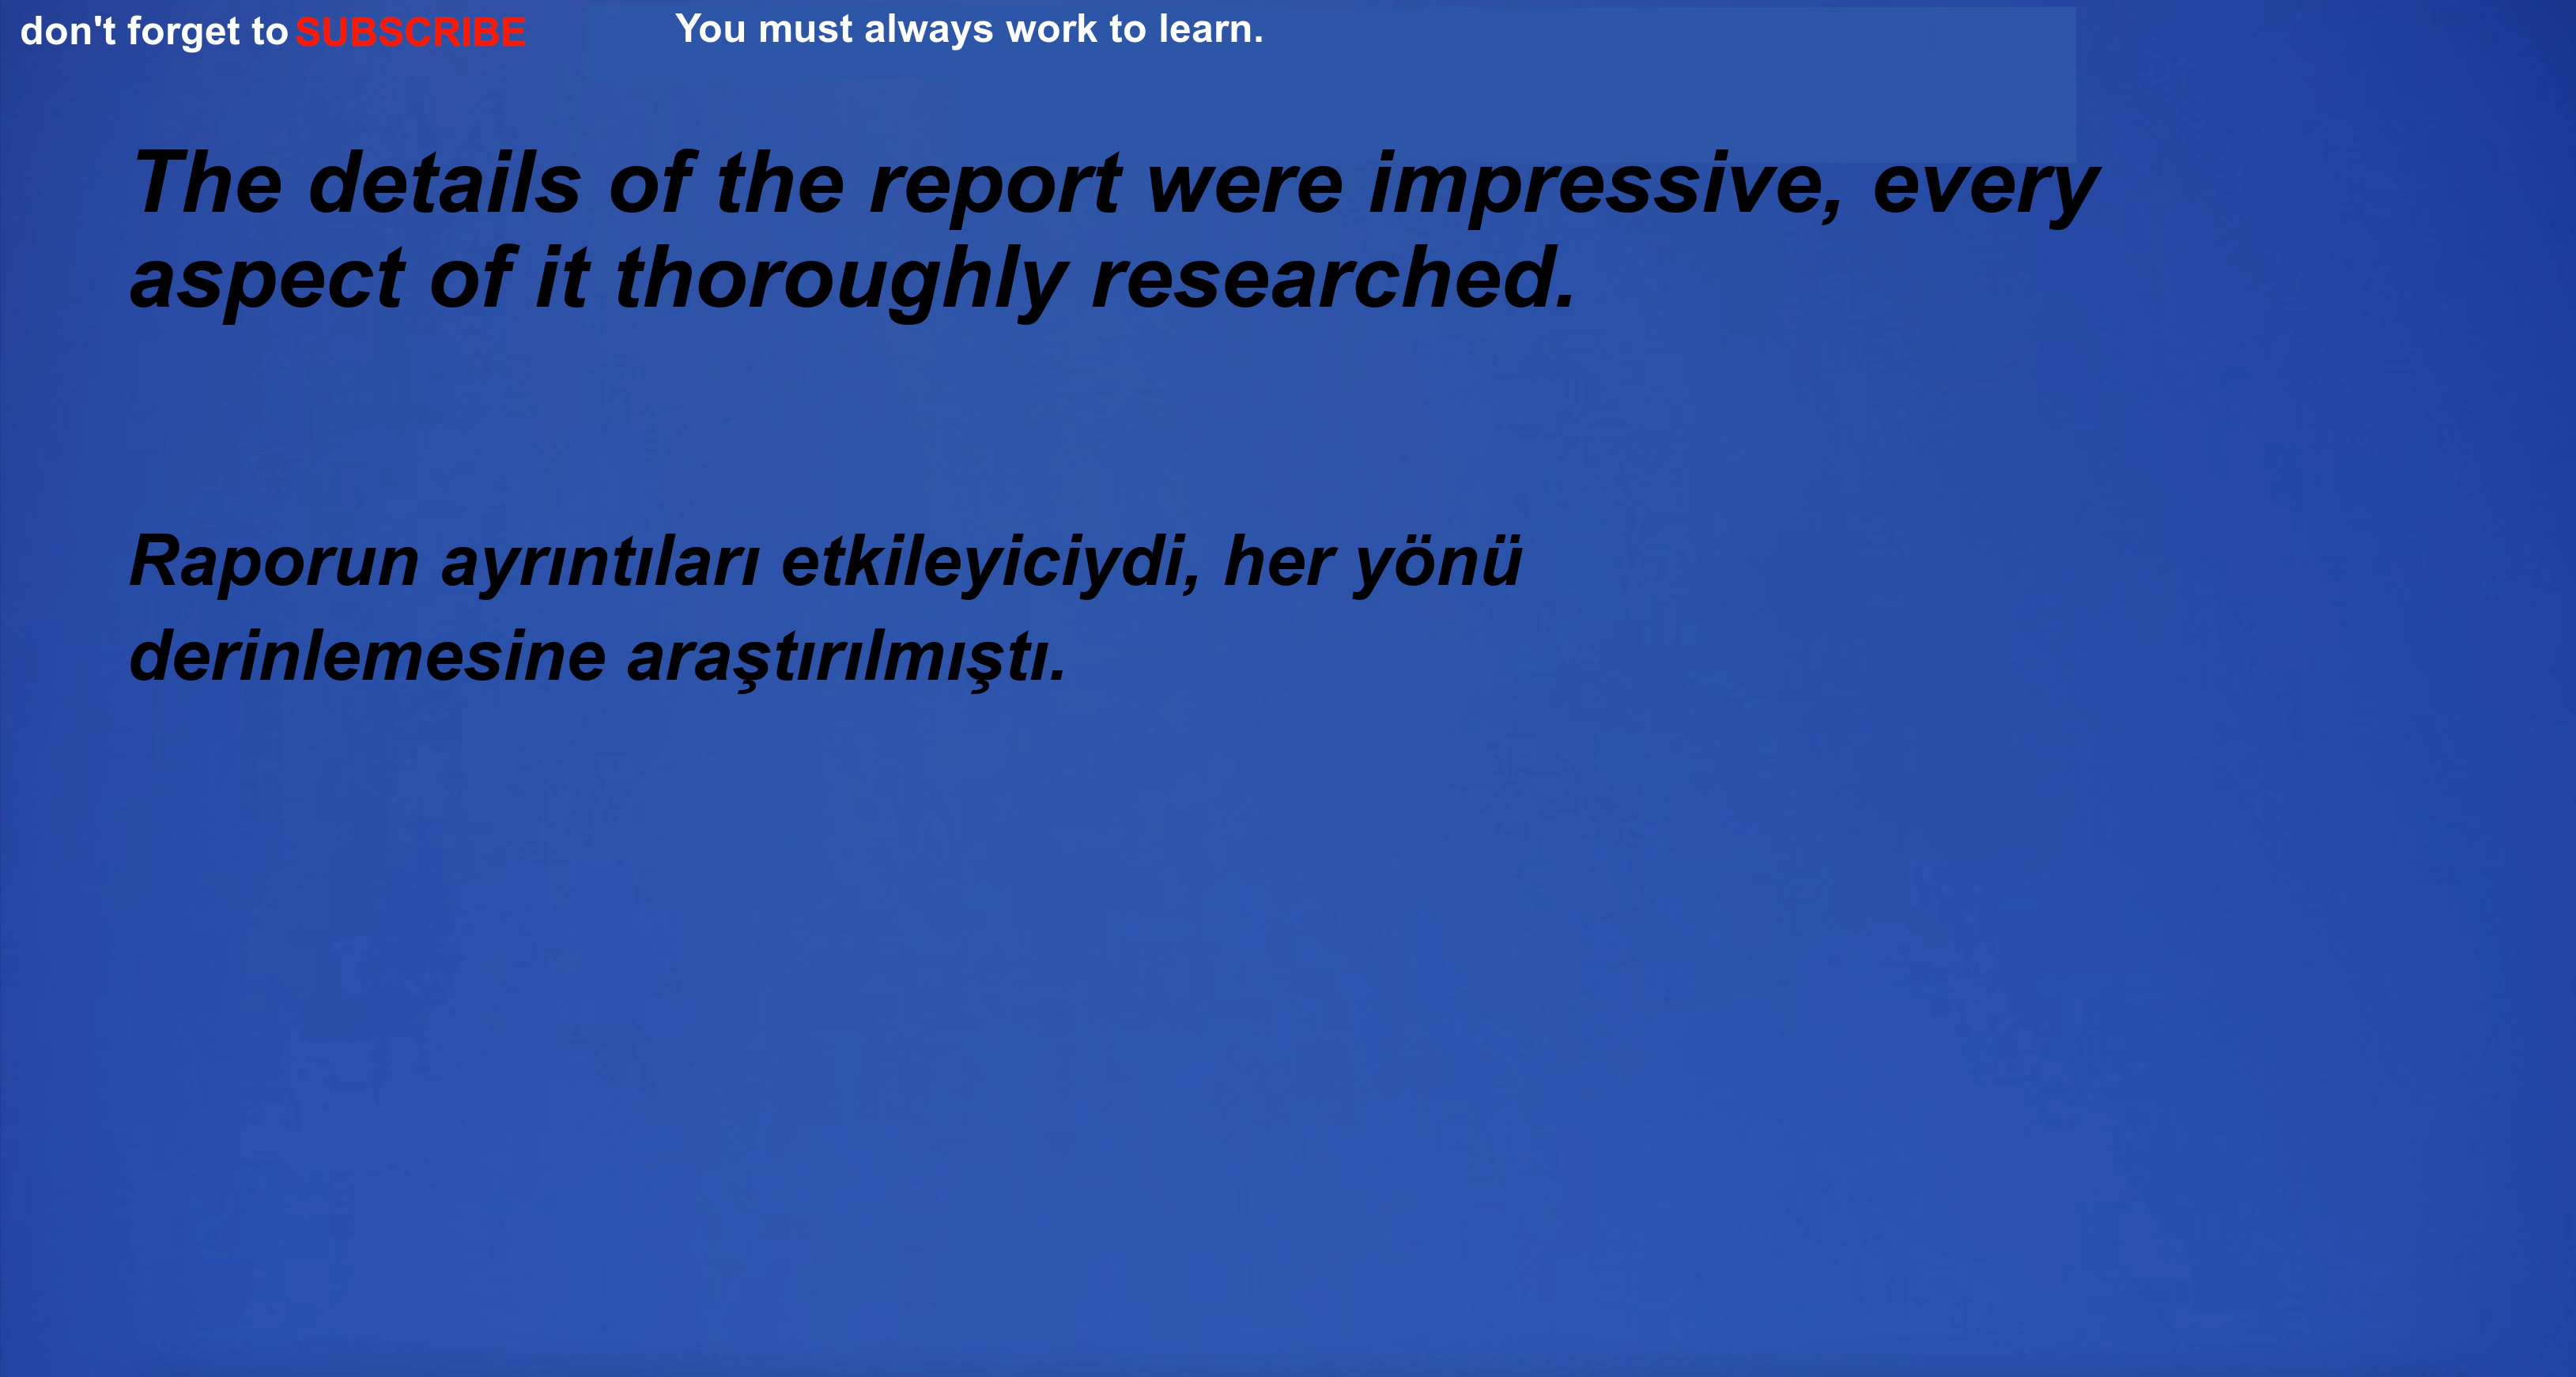 don't forget to SUBSCRIBE You must always work to learn.
The details of the report were impressive, every
aspect of it thoroughly researched.
Raporun ayrıntıları etkileyiciydi, her yönü
derinlemesine araştırılmıştı.